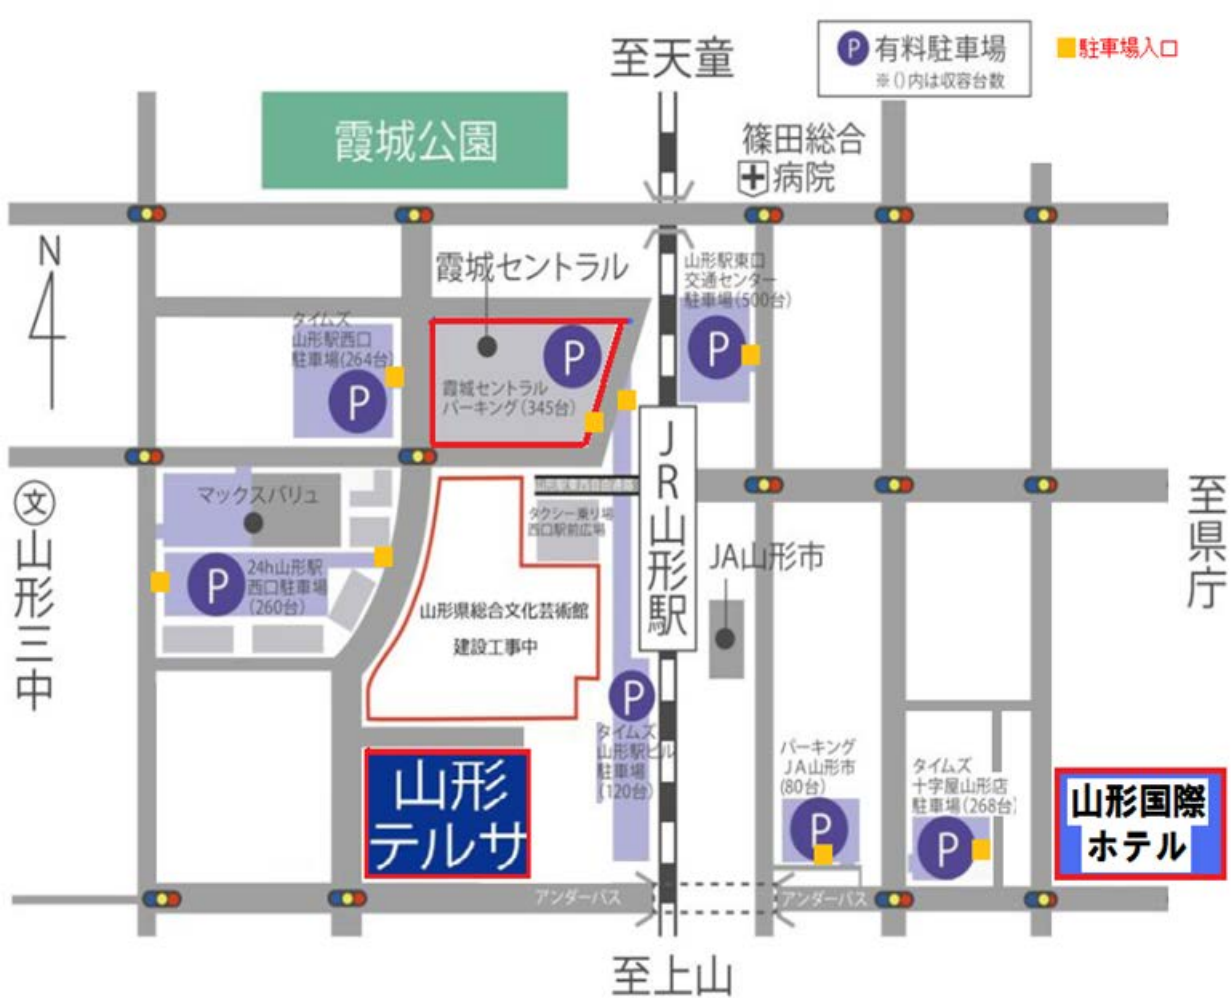 至天童
P 有料駐車場
※()内は収容台数
駐車場入口
霞城公園
篠田総合
病院
N
霞城セントラル
山形駅東口
交通センター
駐車場(500台)
P
タイムズ
山形駅西口
駐車場(264台)
P
P
霞城セントラル
パーキング(345台)
JR山形駅
マックスバリュ
タクシー乗り場
西口駅前広場
文
山形三中
至県庁
JA山形市
P
24h山形駅
西口駐車場
(260台)
山形県総合文化芸術館
建設工事中
P
タイムズ
山形駅ビル
駐車場
(120台)
パーキング
JA山形市
(80台)
P
タイムズ
十字屋山形店
駐車場(268台)
P
山形
テルサ
山形国際
ホテル
アンダーパス
アンダーパス
至上山